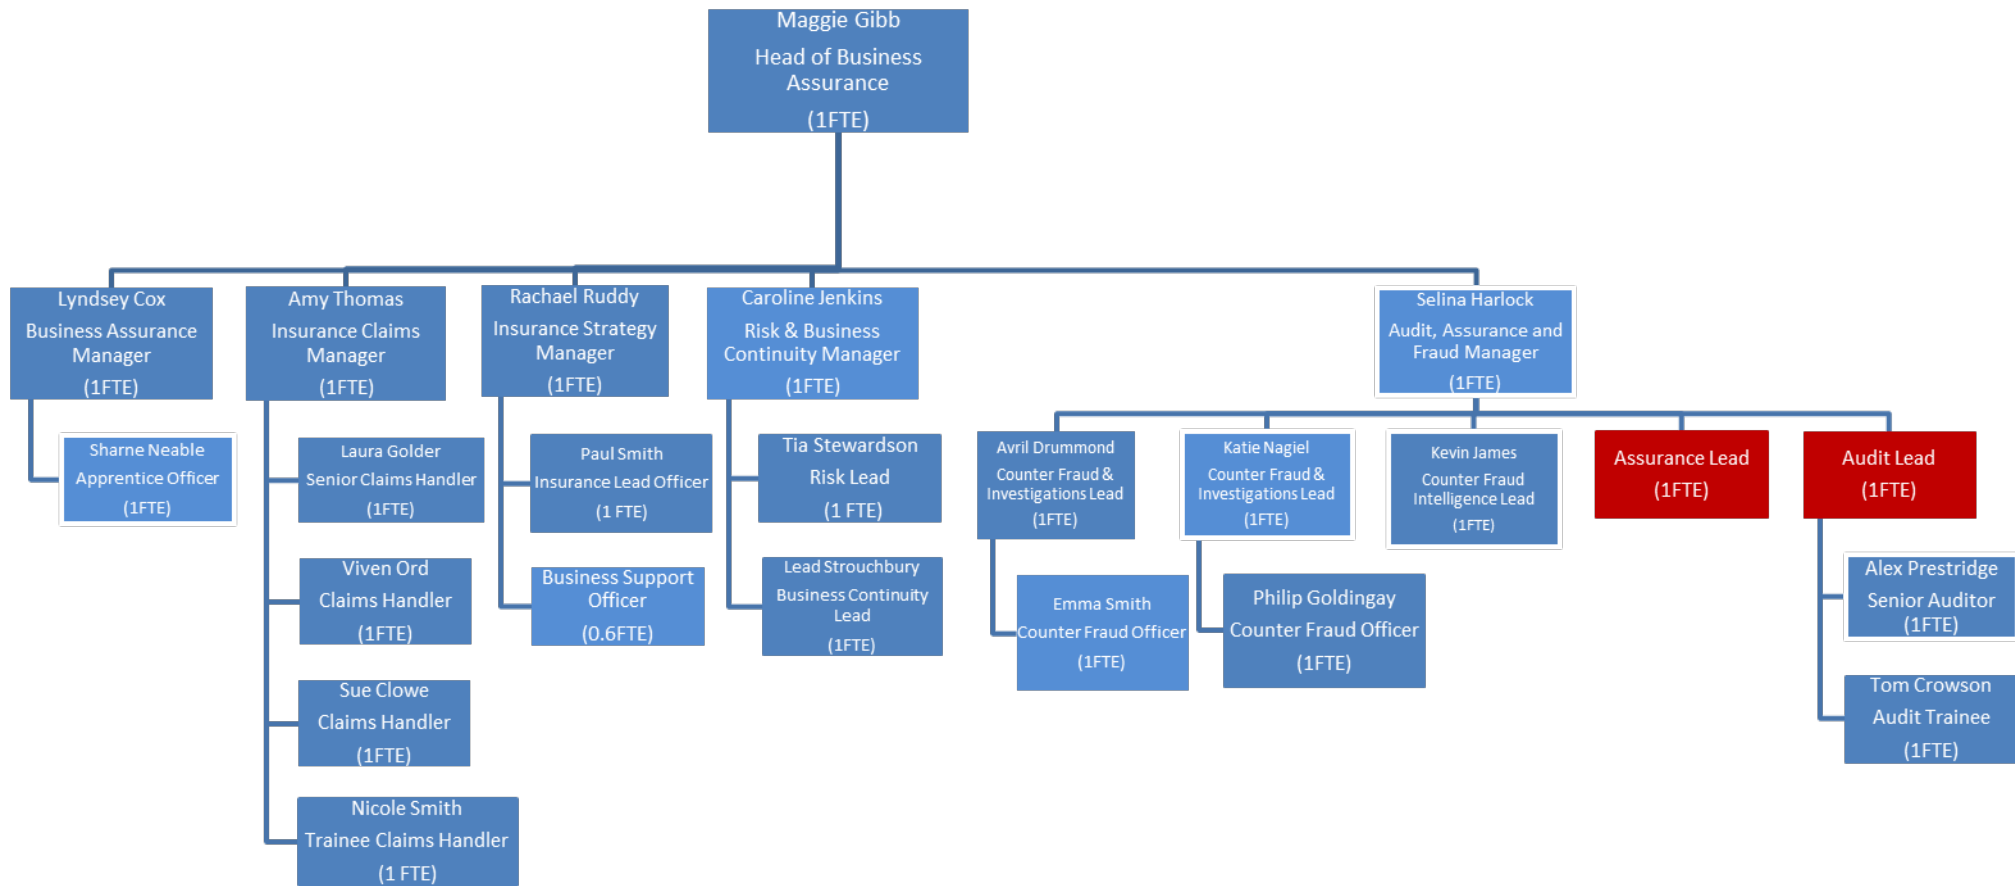 Maggie Gibb
Head of Business
Assurance
(1FTE)
Lyndsey Cox
Business Assurance
Manager
(1FTE)
Sharne Neable
Apprentice Officer
(1FTE)
Amy Thomas
Insurance Claims
Manager
(1FTE)
Laura Golder
Senior Claims Handler
(1FTE)
Viven Ord
Claims Handler
(1FTE)
Sue Clowe
Claims Handler
(1FTE)
Nicole Smith
Trainee Claims Handler
(1 FTE)
Rachael Ruddy
Insurance Strategy
Manager
(1FTE)
Paul Smith
Insurance Lead Officer
(1 FTE)
Business Support
Officer
(0.6FTE)
Caroline Jenkins
Risk & Business
Continuity Manager
(1FTE)
Tia Stewardson
Risk Lead
(1 FTE)
Lead Strouchbury
Business Continuity
Lead
(1FTE)
Selina Harlock
Audit, Assurance and
Fraud Manager
(1FTE)
Avril Drummond
Counter Fraud &
Investigations Lead
(1FTE)
Emma Smith
Counter Fraud Officer
(1FTE)
Katie Nagiel
Counter Fraud &
Investigations Lead
(1FTE)
Philip Goldingay
Counter Fraud Officer
(1FTE)
Kevin James
Counter Fraud
Intelligence Lead
(1FTE)
Assurance Lead
(1FTE)
Audit Lead
(1FTE)
Alex Prestridge
Senior Auditor
(1FTE)
Tom Crowson
Audit Trainee
(1FTE)